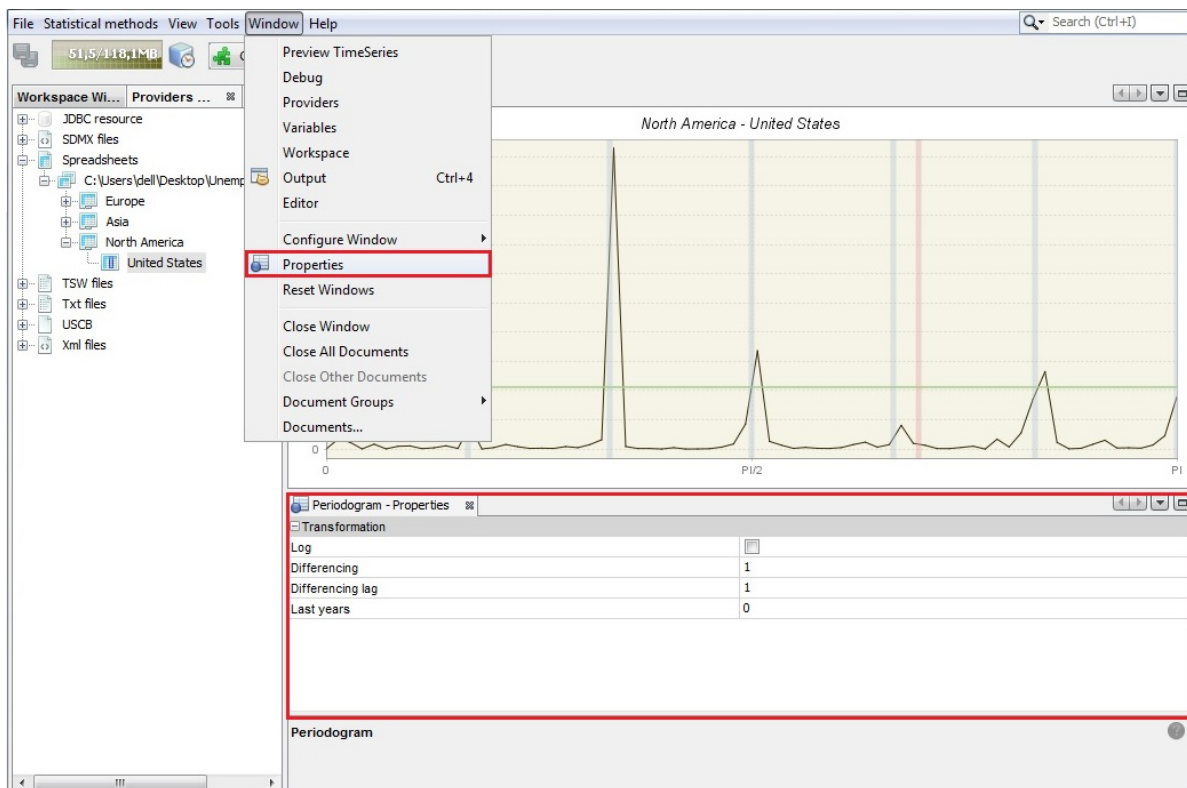 File Statistical methods View Tools Window Help
Search (Ctrl+I)
51,5/118,1MB
Workspace Wi... Providers ...
JDBC resource
SDMX files
Spreadsheets
C:\Users\dell\Desktop\Unemp
Europe
Asia
North America
United States
TSW files
Txt files
USCB
Xml files
Preview TimeSeries
Debug
Providers
Variables
Workspace
Output Ctrl+4
Editor
Configure Window
Properties
Reset Windows
Close Window
Close All Documents
Close Other Documents
Document Groups
Documents...
North America - United States
0
0 PI/2 PI
Periodogram - Properties
Transformation
Log
Differencing 1
Differencing lag 1
Last years 0
Periodogram